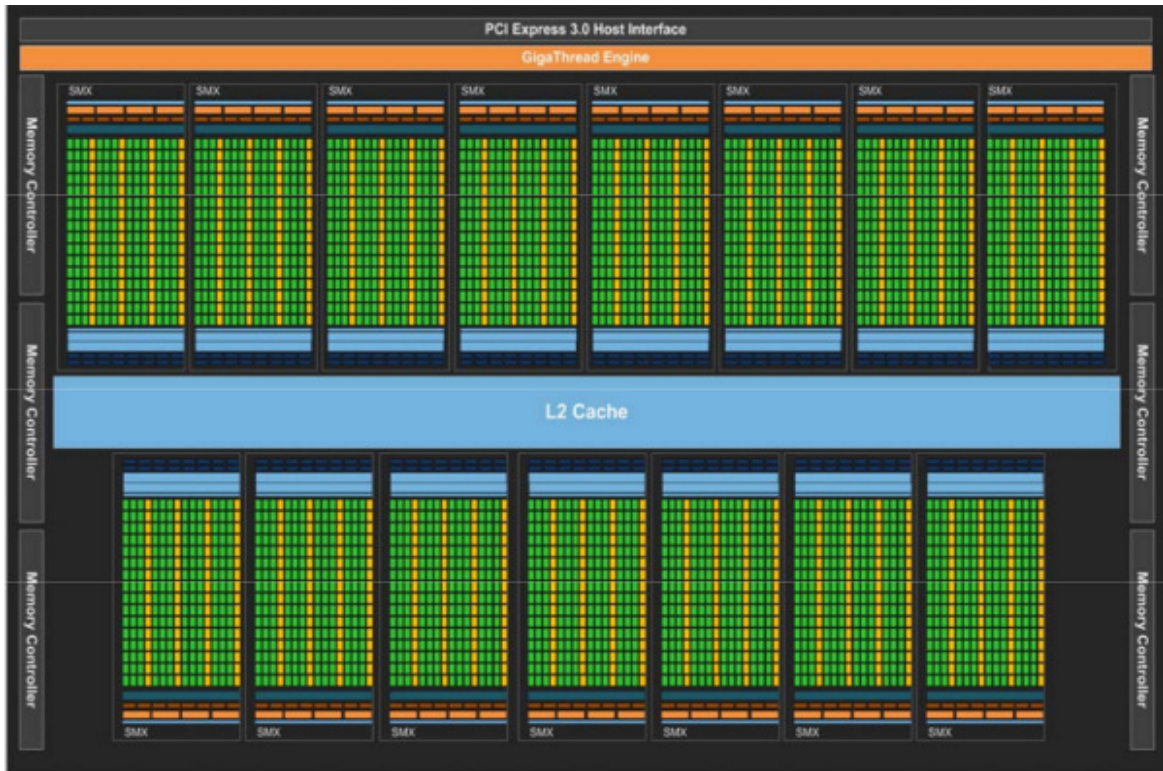 PCI Express 3.0 Host Interface
GigaThread Engine
SMX
SMX
SMX
SMX
SMX
SMX
SMX
SMX
Memory Controller
Memory Controller
Memory Controller
Memory Controller
L2 Cache
Memory Controller
Memory Controller
SMX
SMX
SMX
SMX
SMX
SMX
SMX